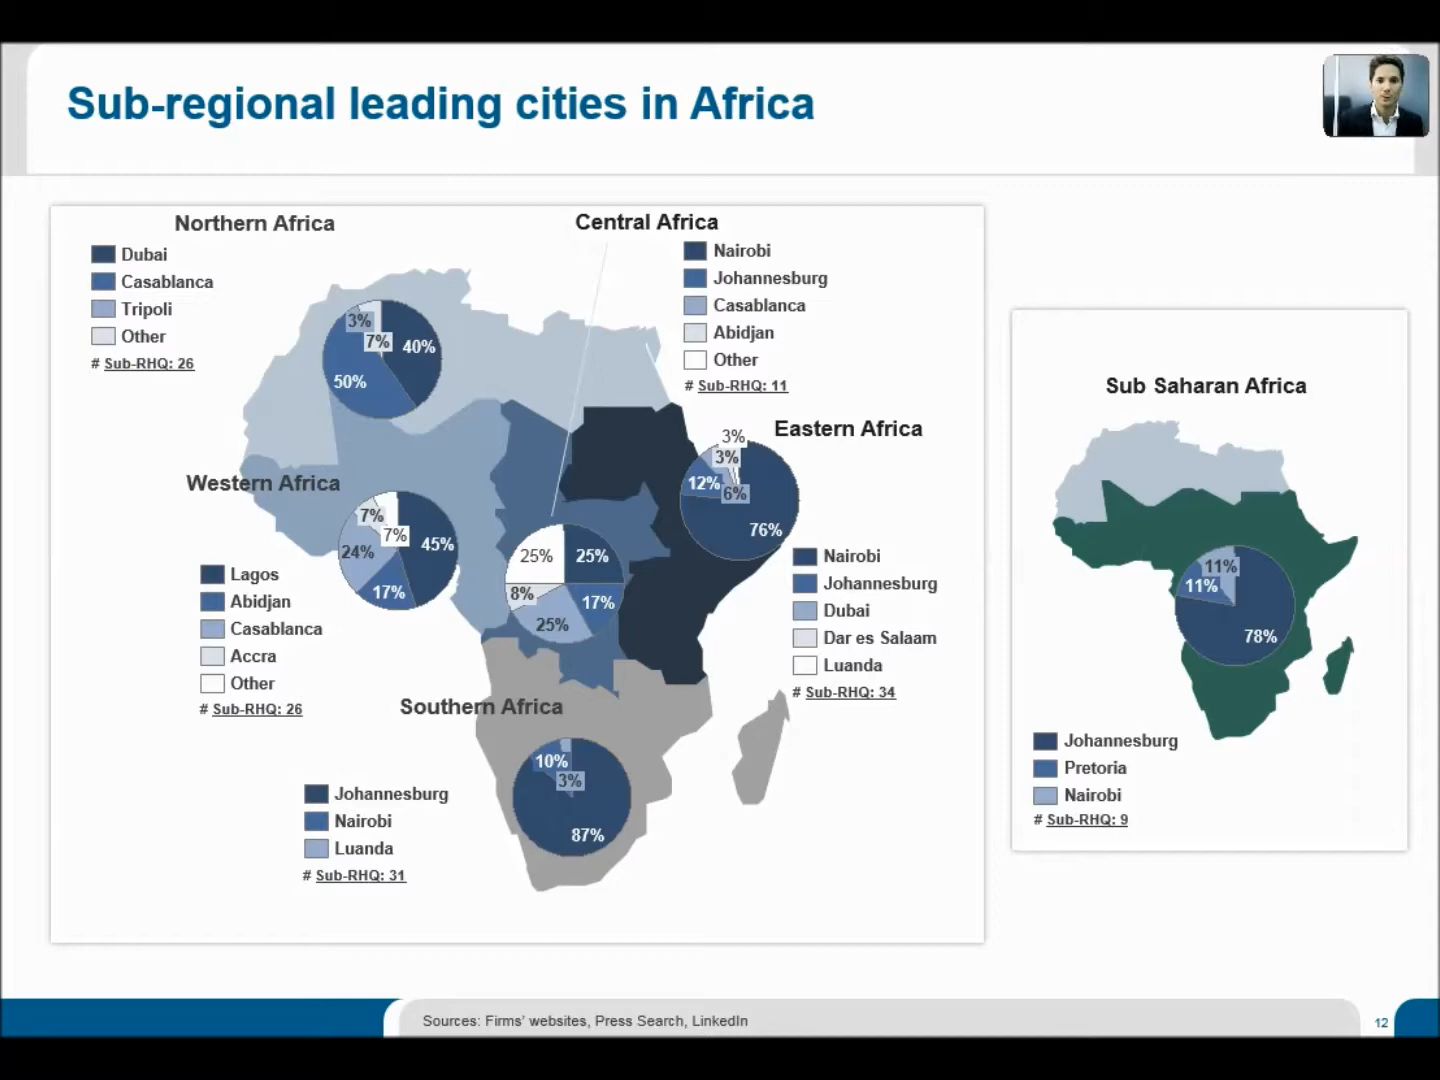 Sub-regional leading cities in Africa
Northern Africa
Dubai
Casablanca
Tripoli
Other
# Sub-RHQ: 26
3%
7%
40%
50%
Central Africa
Nairobi
Johannesburg
Casablanca
Abidjan
Other
# Sub-RHQ: 11
25%
25%
8%
17%
25%
Eastern Africa
3%
3%
12%
6%
76%
Nairobi
Johannesburg
Dubai
Dar es Salaam
Luanda
# Sub-RHQ: 34
Western Africa
7%
7%
45%
24%
17%
Lagos
Abidjan
Casablanca
Accra
Other
# Sub-RHQ: 26
Southern Africa
10%
3%
87%
Johannesburg
Nairobi
Luanda
# Sub-RHQ: 31
Sub Saharan Africa
11%
11%
78%
Johannesburg
Pretoria
Nairobi
# Sub-RHQ: 9
Sources: Firms' websites, Press Search, LinkedIn
12